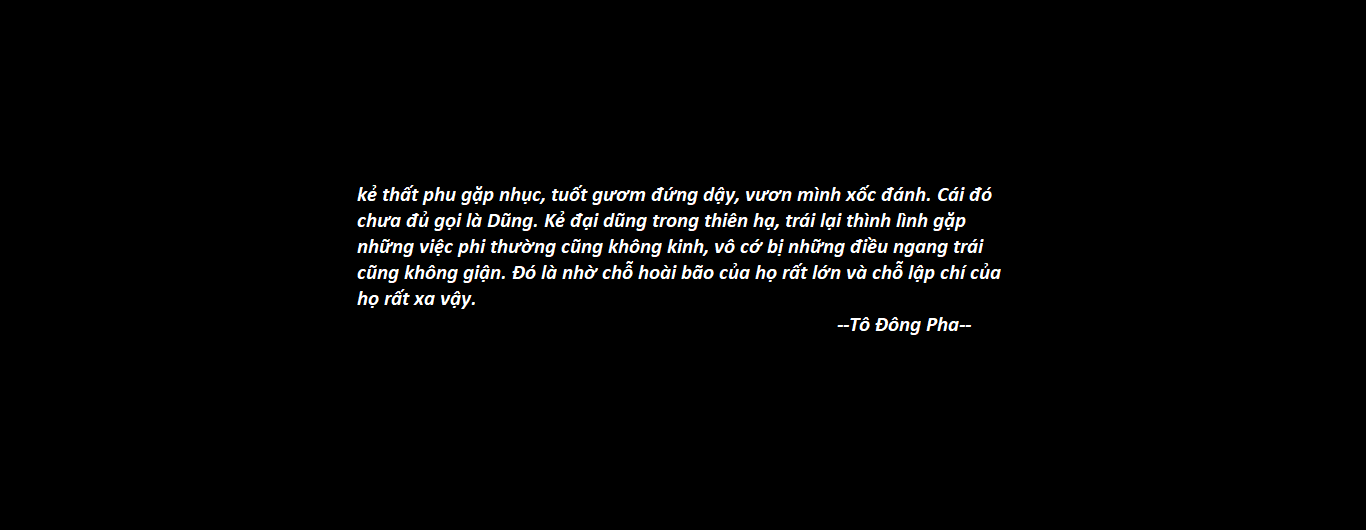 kẻ thất phu gặp nhục, tuốt gươm đứng dậy, vươn mình xốc đánh. Cái đó
chưa đủ gọi là Dũng. Kẻ đại dũng trong thiên hạ, trái lại thình lình gặp
những việc phi thường cũng không kinh, vô cớ bị những điều ngang trái
cũng không giận. Đó là nhờ chỗ hoài bão của họ rất lớn và chỗ lập chí của
họ rất xa vậy.
--Tô Đông Pha--